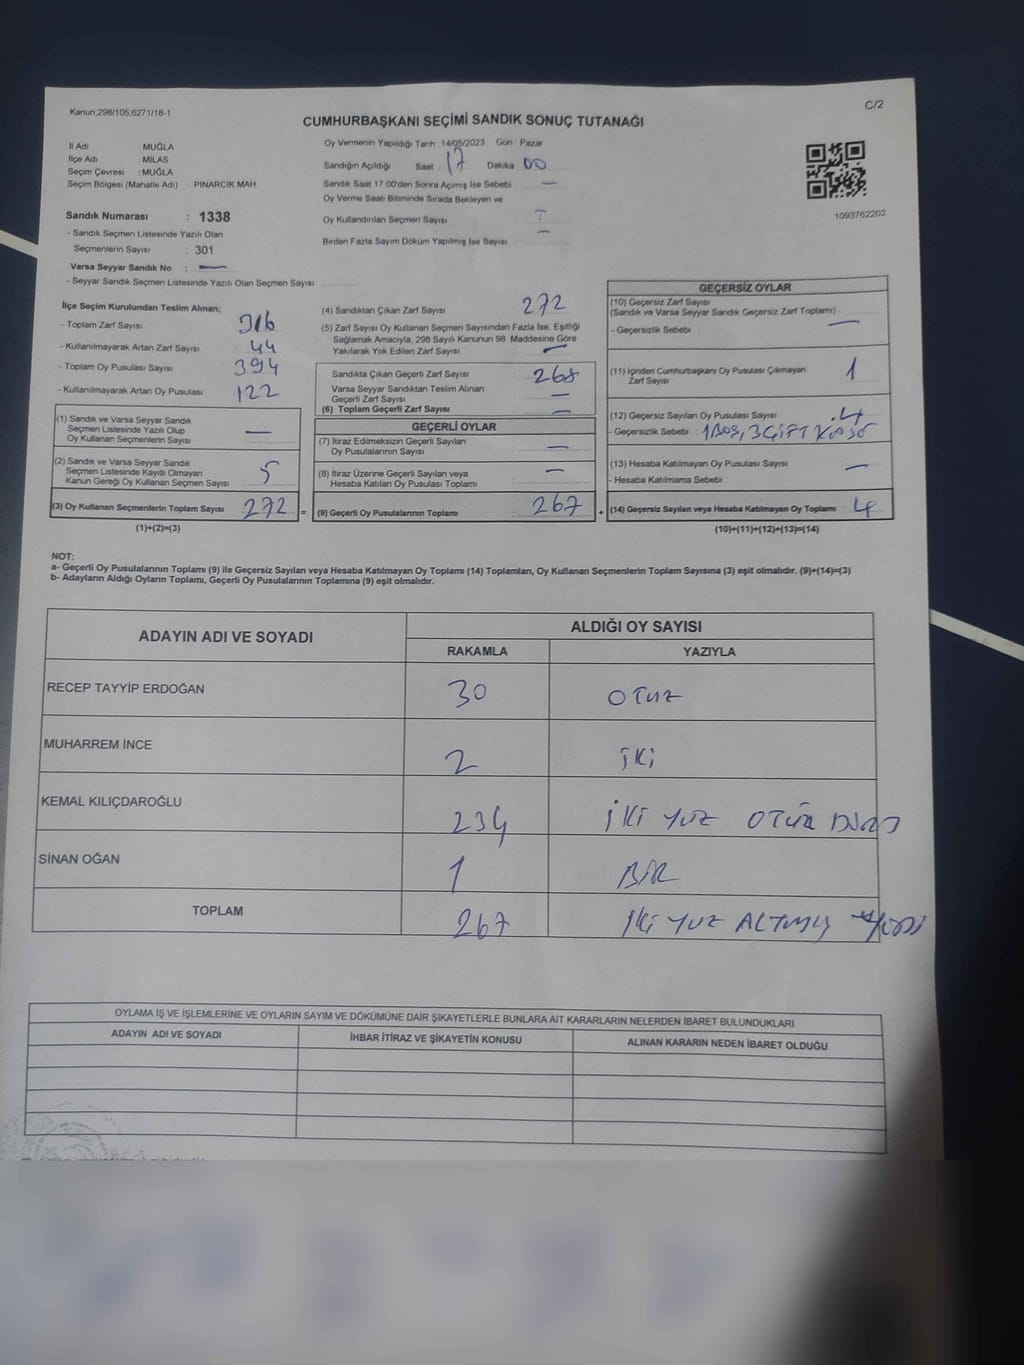 Kanun:298/105;6271/18-1
C/2
CUMHURBAŞKANI SEÇİMİ SANDIK SONUÇ TUTANAĞI
İl Adı MUĞLA
İlçe Adı MİLAS
Seçim Çevresi :MUĞLA
Seçim Bölgesi (Mahalle Adı) : PINARCIK MAH.
Oy Vermenin Yapıldığı Tarih :14/05/2023 Gün : Pazar
Sandığın Açıldığı Saat : 17 Dakika : 00
Sandık Saat 17:00'den Sonra Açmış İse Sebebi —
Oy Verme Saati Bitiminde Sırada Bekleyen ve
Oy Kullandırılan Seçmen Sayısı
Birden Fazla Sayım Döküm Yapılmış İse Sayısı : —
1093762202
Sandık Numarası : 1338
- Sandık Seçmen Listesinde Yazılı Olan
Seçmenlerin Sayısı : 301
Varsa Seyyar Sandık No : —
- Seyyar Sandık Seçmen Listesinde Yazılı Olan Seçmen Sayısı
İlçe Seçim Kurulundan Teslim Alınan;
- Toplam Zarf Sayısı 316
- Kullanılmayarak Artan Zarf Sayısı 44
- Toplam Oy Pusulası Sayısı 394
- Kullanılmayarak Artan Oy Pusulası 122
(1) Sandık ve Varsa Seyyar Sandık
Seçmen Listesinde Yazılı Olup
Oy Kullanan Seçmenlerin Sayısı : —
(2) Sandık ve Varsa Seyyar Sandık
Seçmen Listesinde Kayıtlı Olmayan
Kanun Gereği Oy Kullanan Seçmen Sayısı : 5
(3) Oy Kullanan Seçmenlerin Toplam Sayısı : 272 =
(1)+(2)=(3)
(4) Sandıktan Çıkan Zarf Sayısı 272
(5) Zarf Sayısı Oy Kullanan Seçmen Sayısından Fazla İse, Eşitliği
Sağlamak Amacıyla, 298 Sayılı Kanunun 98. Maddesine Göre
Yakılarak Yok Edilen Zarf Sayısı —
Sandıkta Çıkan Geçerli Zarf Sayısı 268
Varsa Seyyar Sandıktan Teslim Alınan
Geçerli Zarf Sayısı —
(6) Toplam Geçerli Zarf Sayısı —
GEÇERLİ OYLAR
(7) İtiraz Edilmeksizin Geçerli Sayılan
Oy Pusulalarının Sayısı —
(8) İtiraz Üzerine Geçerli Sayılan veya
Hesaba Katılan Oy Pusulası Toplamı —
(9) Geçerli Oy Pusulalarının Toplamı 267 +
GEÇERSİZ OYLAR
(10) Geçersiz Zarf Sayısı
(Sandık ve Varsa Seyyar Sandık Geçersiz Zarf Toplamı)
- Geçersizlik Sebebi : —
(11) İçinden Cumhurbaşkanı Oy Pusulası Çıkmayan
Zarf Sayısı 1
(12) Geçersiz Sayılan Oy Pusulası Sayısı 4
- Geçersizlik Sebebi : 1 BOŞ, 3 ÇİFT
(13) Hesaba Katılmayan Oy Pusulası Sayısı —
- Hesaba Katılmama Sebebi :
(14) Geçersiz Sayılan veya Hesaba Katılmayan Oy Toplamı : 4
(10)+(11)+(12)+(13)=(14)
NOT:
a- Geçerli Oy Pusulalarının Toplamı (9) ile Geçersiz Sayılan veya Hesaba Katılmayan Oy Toplamı (14) Toplamları, Oy Kullanan Seçmenlerin Toplam Sayısına (3) eşit olmalıdır. (9)+(14)=(3)
b- Adayların Aldığı Oyların Toplamı, Geçerli Oy Pusulalarının Toplamına (9) eşit olmalıdır.
ADAYIN ADI VE SOYADI
ALDIĞI OY SAYISI
RAKAMLA YAZIYLA
RECEP TAYYİP ERDOĞAN 30 OTUZ
MUHARREM İNCE 2 İKİ
KEMAL KILIÇDAROĞLU 234 İKİ YÜZ OTUZ DÖRT
SİNAN OĞAN 1 BİR
TOPLAM 267 İKİ YÜZ ALTMIŞ YEDİ
OYLAMA İŞ VE İŞLEMLERİNE VE OYLARIN SAYIM VE DÖKÜMÜNE DAİR ŞİKAYETLERLE BUNLARA AİT KARARLARIN NELERDEN İBARET BULUNDUKLARI
ADAYIN ADI VE SOYADI İHBAR İTİRAZ VE ŞİKAYETİN KONUSU ALINAN KARARIN NEDEN İBARET OLDUĞU